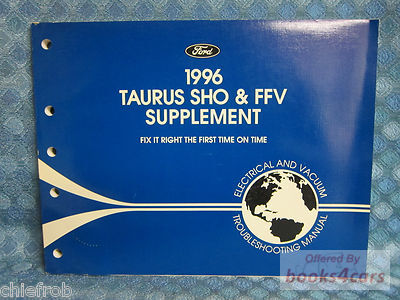 Ford
1996
TAURUS SHO & FFV
SUPPLEMENT
FIX IT RIGHT THE FIRST TIME ON TIME
ELECTRICAL AND VACUUM
TROUBLESHOOTING MANUAL
Offered By
books4cars
chiefrob